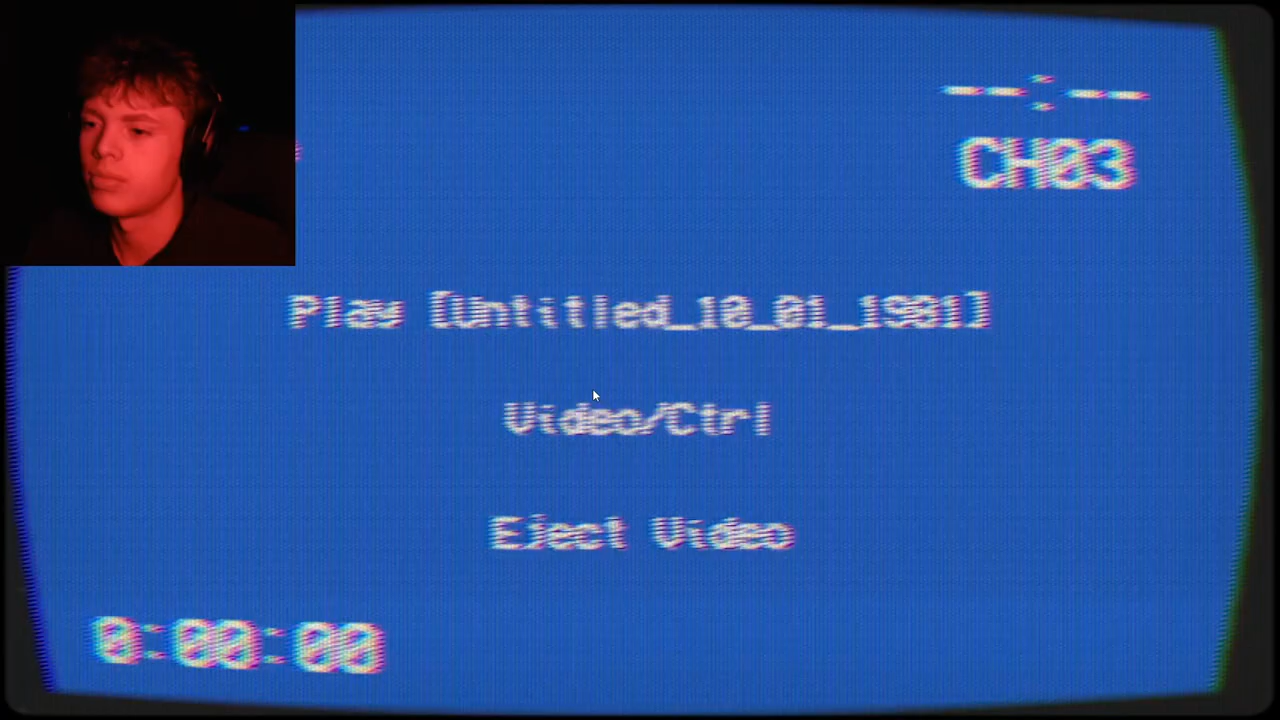 --:--
CH03
Play [Untitled_10_01_1981]
Video/Ctrl
Eject Video
0:00:00